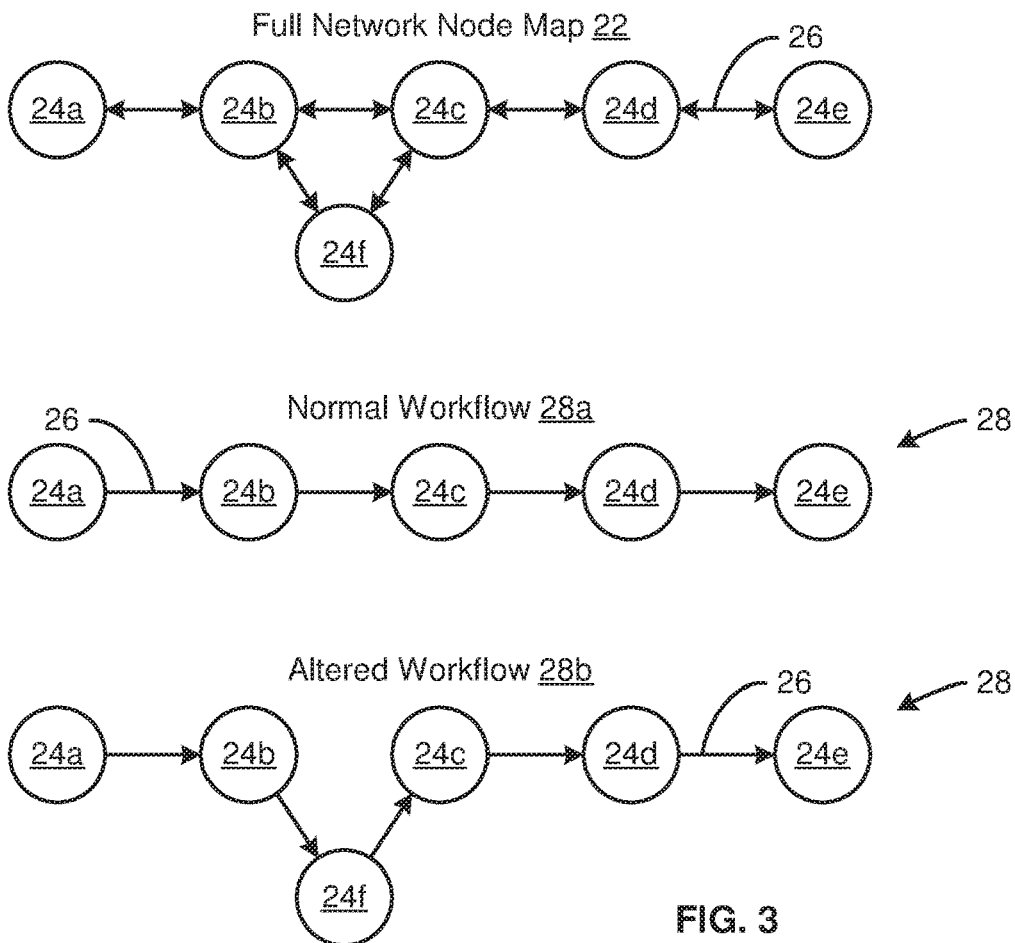 Full Network Node Map 22
26
24a 24b 24c 24d 24e
24f
Normal Workflow 28a
26
28
24a 24b 24c 24d 24e
Altered Workflow 28b
26
28
24a 24b 24c 24d 24e
24f
FIG. 3